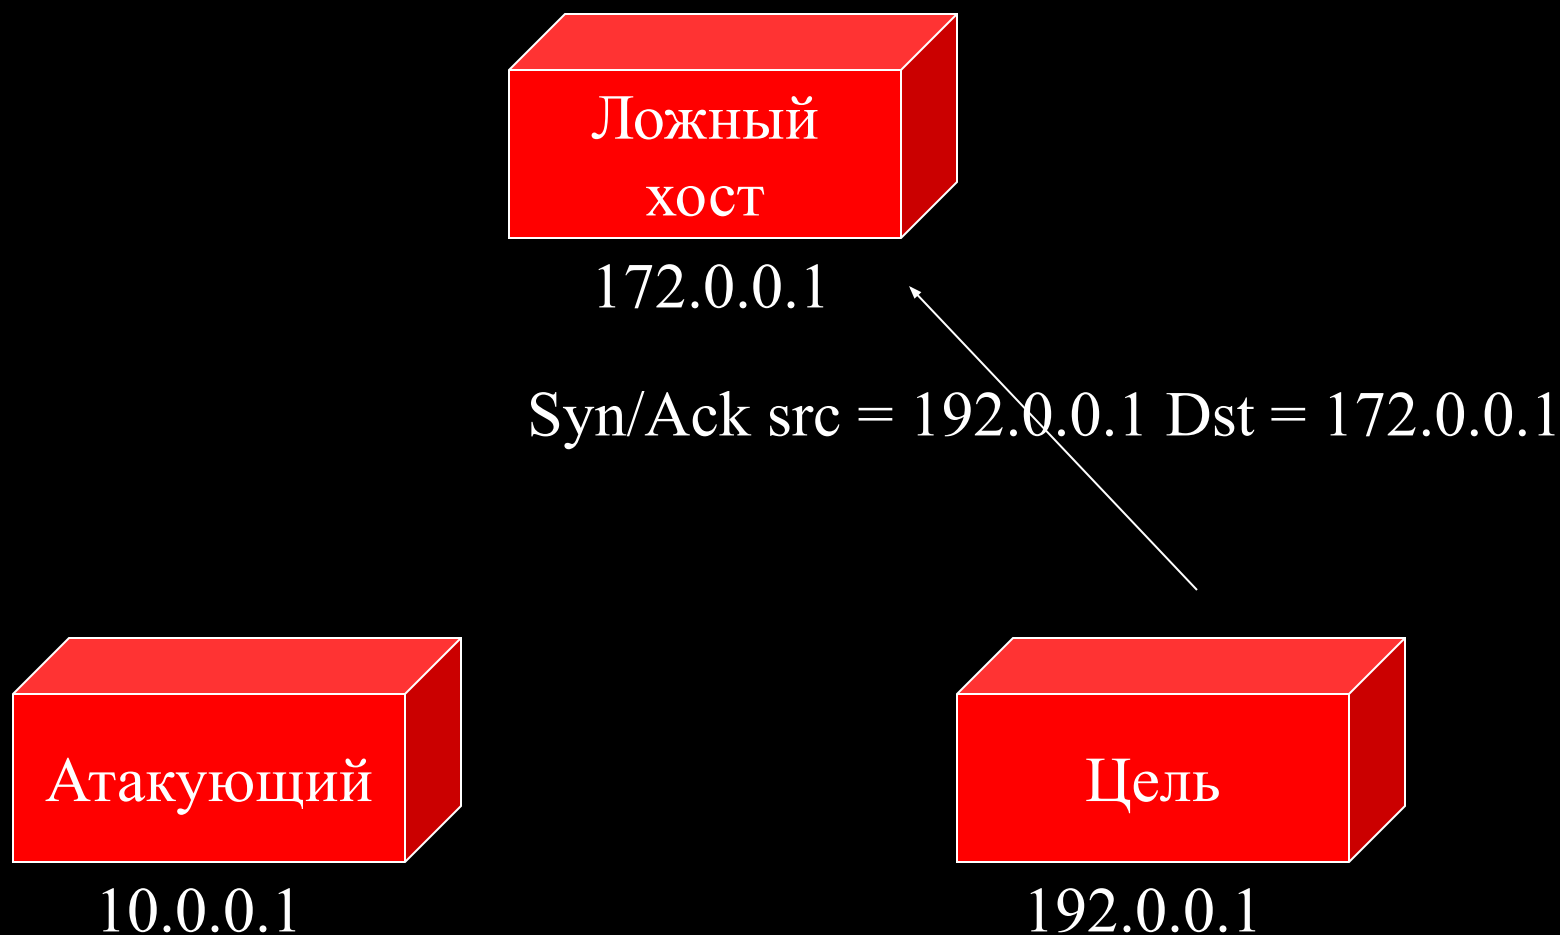 Ложный
хост
172.0.0.1
Syn/Ack src = 192.0.0.1 Dst = 172.0.0.1
Атакующий
10.0.0.1
Цель
192.0.0.1